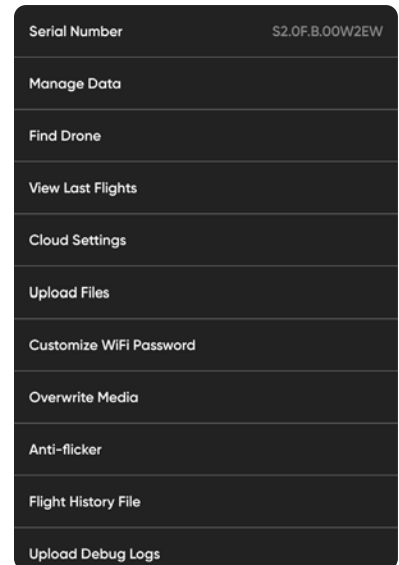 Serial Number S2.0F.B.00W2EW
Manage Data
Find Drone
View Last Flights
Cloud Settings
Upload Files
Customize WiFi Password
Overwrite Media
Anti-flicker
Flight History File
Upload Debug Logs